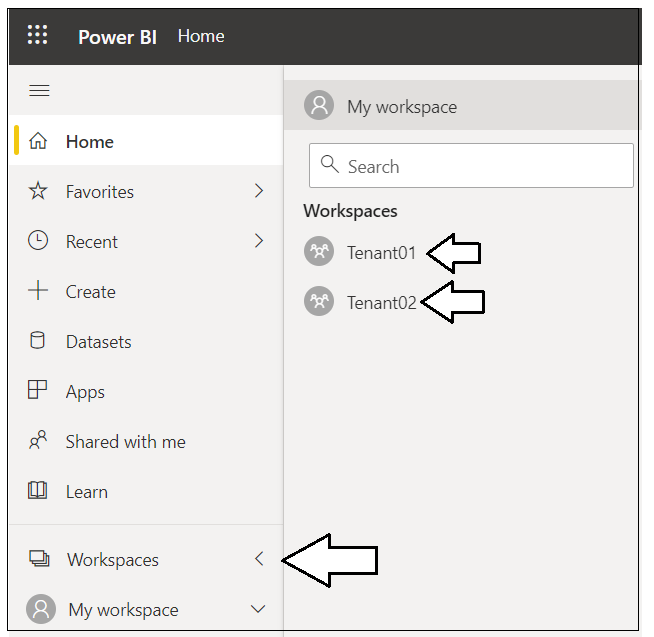 Power BI Home
Home
Favorites
Recent
Create
Datasets
Apps
Shared with me
Learn
Workspaces
My workspace
My workspace
Search
Workspaces
Tenant01
Tenant02